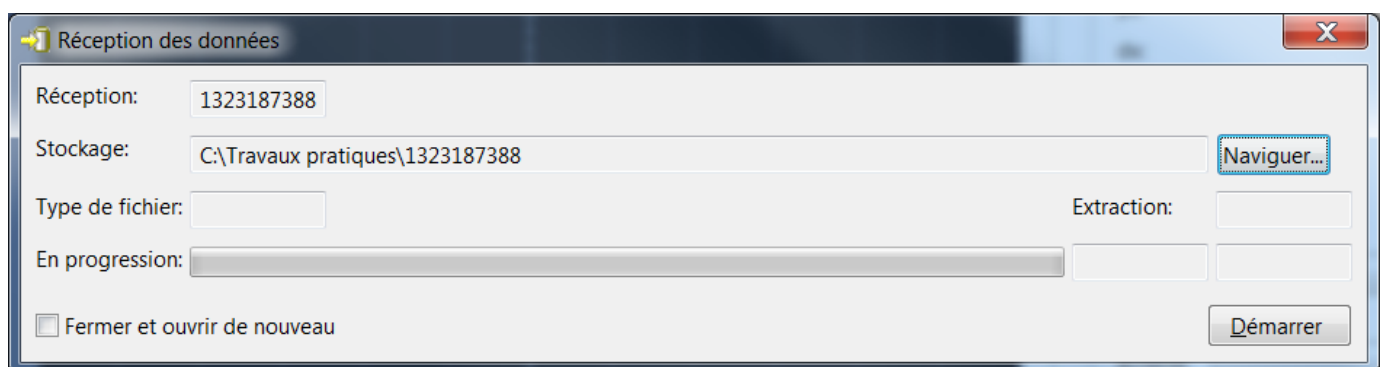 Réception des données
Réception: 1323187388
Stockage: C:\Travaux pratiques\1323187388 Naviguer...
Type de fichier: Extraction:
En progression:
Fermer et ouvrir de nouveau Démarrer